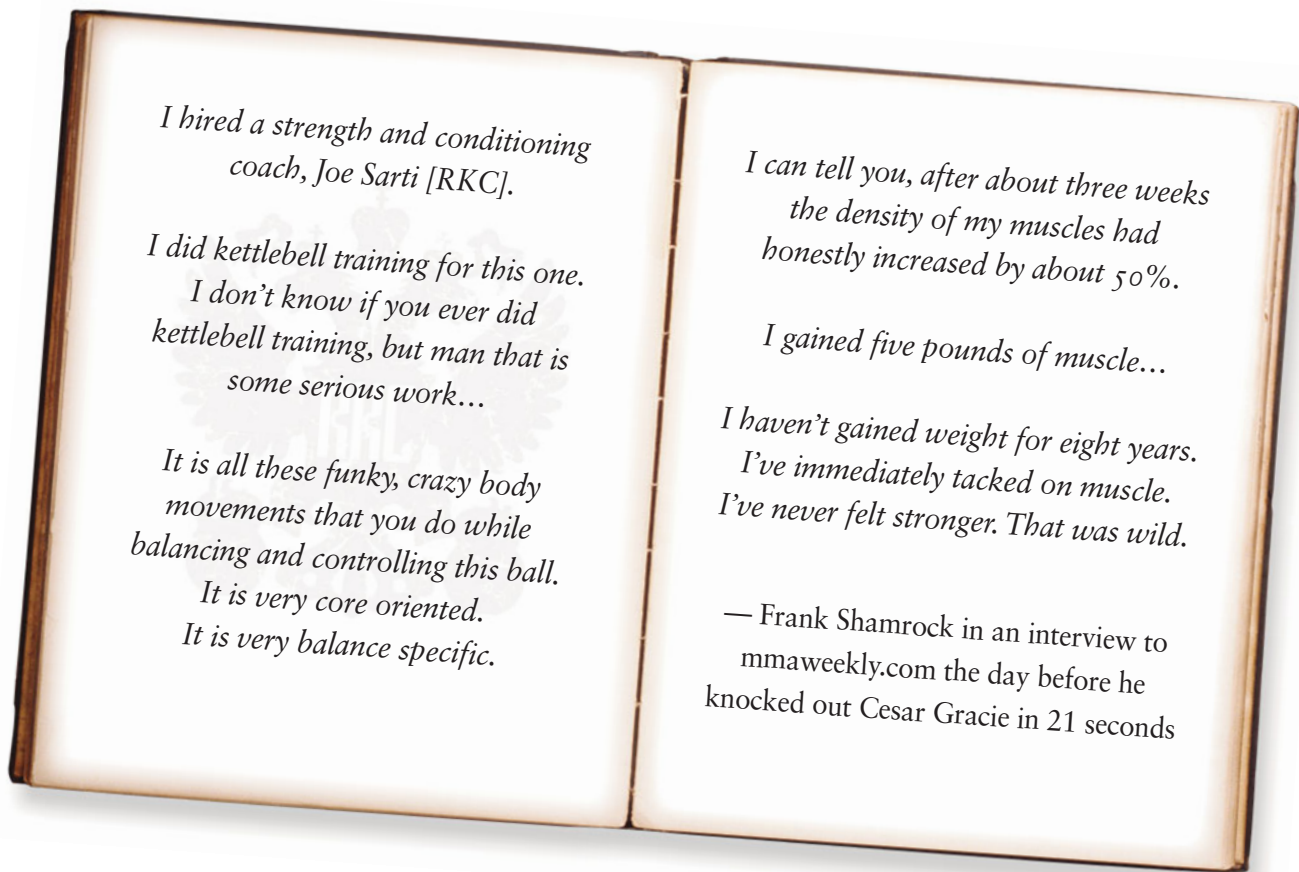 I hired a strength and conditioning
coach, Joe Sarti [RKC].
I did kettlebell training for this one.
I don't know if you ever did
kettlebell training, but man that is
some serious work…
It is all these funky, crazy body
movements that you do while
balancing and controlling this ball.
It is very core oriented.
It is very balance specific.
RKC
I can tell you, after about three weeks
the density of my muscles had
honestly increased by about 50%.
I gained five pounds of muscle…
I haven't gained weight for eight years.
I've immediately tacked on muscle.
I've never felt stronger. That was wild.
— Frank Shamrock in an interview to
mmaweekly.com the day before he
knocked out Cesar Gracie in 21 seconds